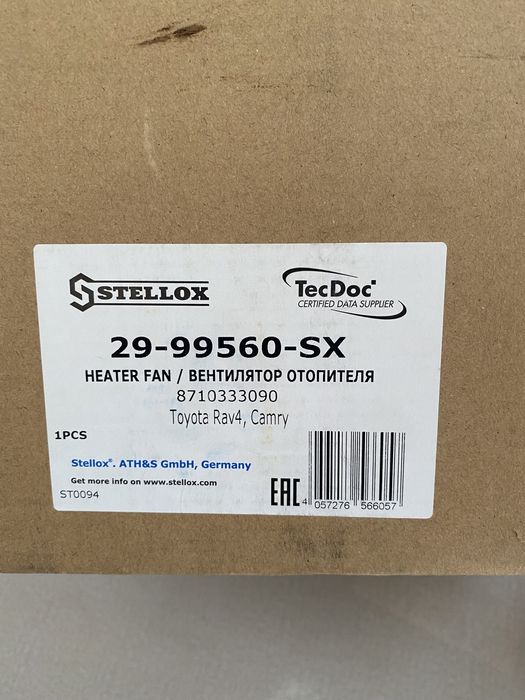 STELLOX
TecDoc
CERTIFIED DATA SUPPLIER
29-99560-SX
HEATER FAN / ВЕНТИЛЯТОР ОТОПИТЕЛЯ
8710333090
Toyota Rav4, Camry
1PCS
Stellox®. ATH&S GmbH, Germany
Get more info on www.stellox.com
ST0094
EAC
4 057276 566057